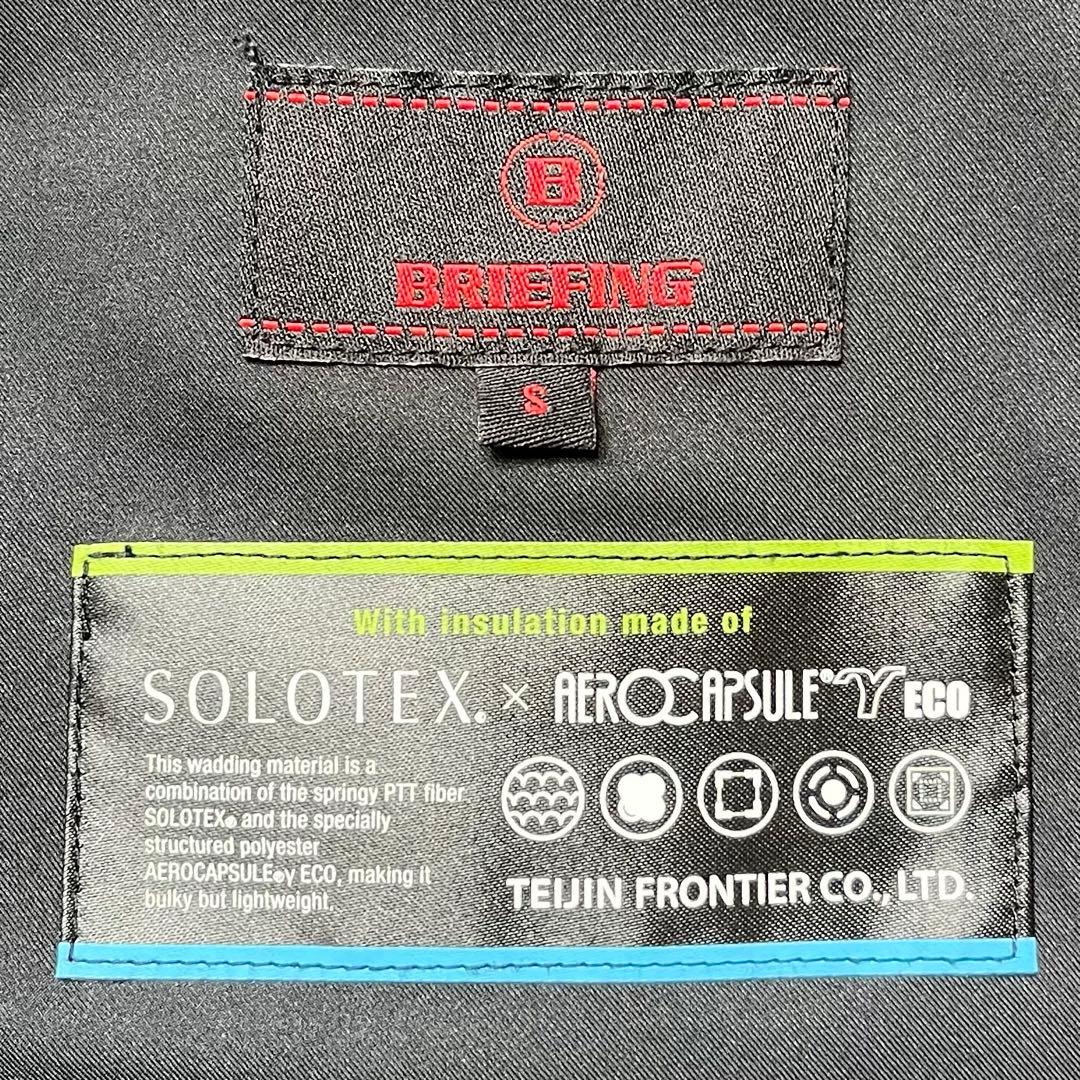 B
BRIEFING
S
With insulation made of
SOLOTEX® × AEROCAPSULE®γ ECO
This wadding material is a
combination of the springy PTT fiber
SOLOTEX® and the specially
structured polyester
AEROCAPSULE®γ ECO, making it
bulky but lightweight.
TEIJIN FRONTIER CO., LTD.